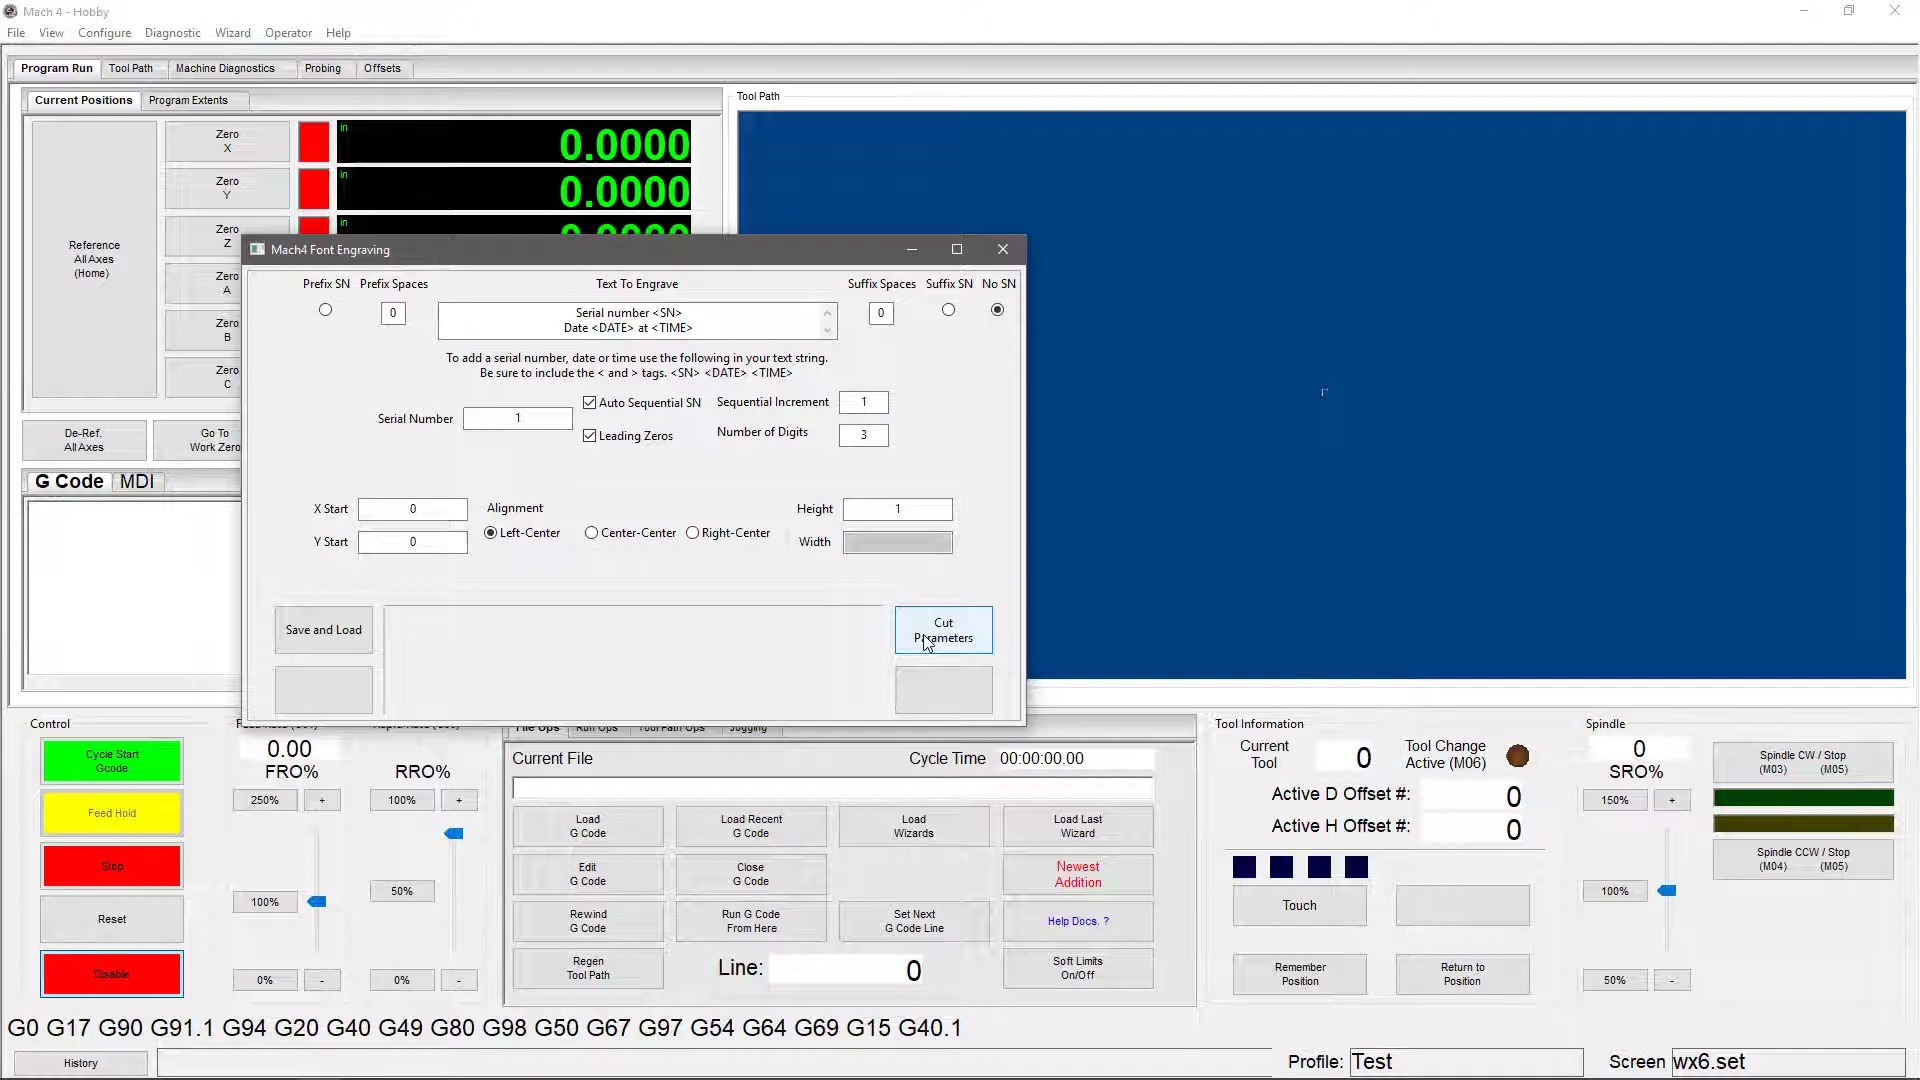 Mach 4 - Hobby
File View Configure Diagnostic Wizard Operator Help
Program Run Tool Path Machine Diagnostics Probing Offsets
Current Positions Program Extents
Tool Path
Reference
All Axes
(Home)
Zero
X
in
0.0000
Zero
Y
in
0.0000
Zero
Z
in
Zero
A
Zero
B
Zero
C
De-Ref.
All Axes
Go To
Work Zero
G Code MDI
Mach4 Font Engraving
Prefix SN Prefix Spaces Text To Engrave Suffix Spaces Suffix SN No SN
0
Serial number <SN>
Date <DATE> at <TIME>
0
To add a serial number, date or time use the following in your text string.
Be sure to include the < and > tags. <SN> <DATE> <TIME>
Serial Number 1
Auto Sequential SN
Sequential Increment 1
Leading Zeros
Number of Digits 3
X Start 0
Alignment
Height 1
Y Start 0
Left-Center Center-Center Right-Center
Width
Save and Load
Cut
Parameters
Control
Cycle Start
Gcode
Feed Hold
Stop
Reset
Disable
0.00
FRO%
250% +
100%
0% -
RRO%
100% +
50%
0% -
File Ops Run Ops Tool Path Ops Jogging
Current File
Cycle Time 00:00:00.00
Load
G Code
Load Recent
G Code
Load
Wizards
Load Last
Wizard
Edit
G Code
Close
G Code
Newest
Addition
Rewind
G Code
Run G Code
From Here
Set Next
G Code Line
Help Docs. ?
Regen
Tool Path
Line: 0
Soft Limits
On/Off
Tool Information
Current
Tool
0
Tool Change
Active (M06)
Active D Offset #: 0
Active H Offset #: 0
Touch
Remember
Position
Return to
Position
Spindle
0
SRO%
150% +
100%
50% -
Spindle CW / Stop
(M03) (M05)
Spindle CCW / Stop
(M04) (M05)
G0 G17 G90 G91.1 G94 G20 G40 G49 G80 G98 G50 G67 G97 G54 G64 G69 G15 G40.1
History
Profile: Test
Screen wx6.set